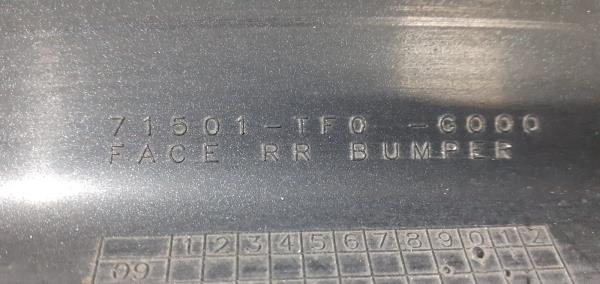 71501-TF0 -G000
FACE RR BUMPER
1 2 3 4 5 6 7 8 9 0 1 2
09